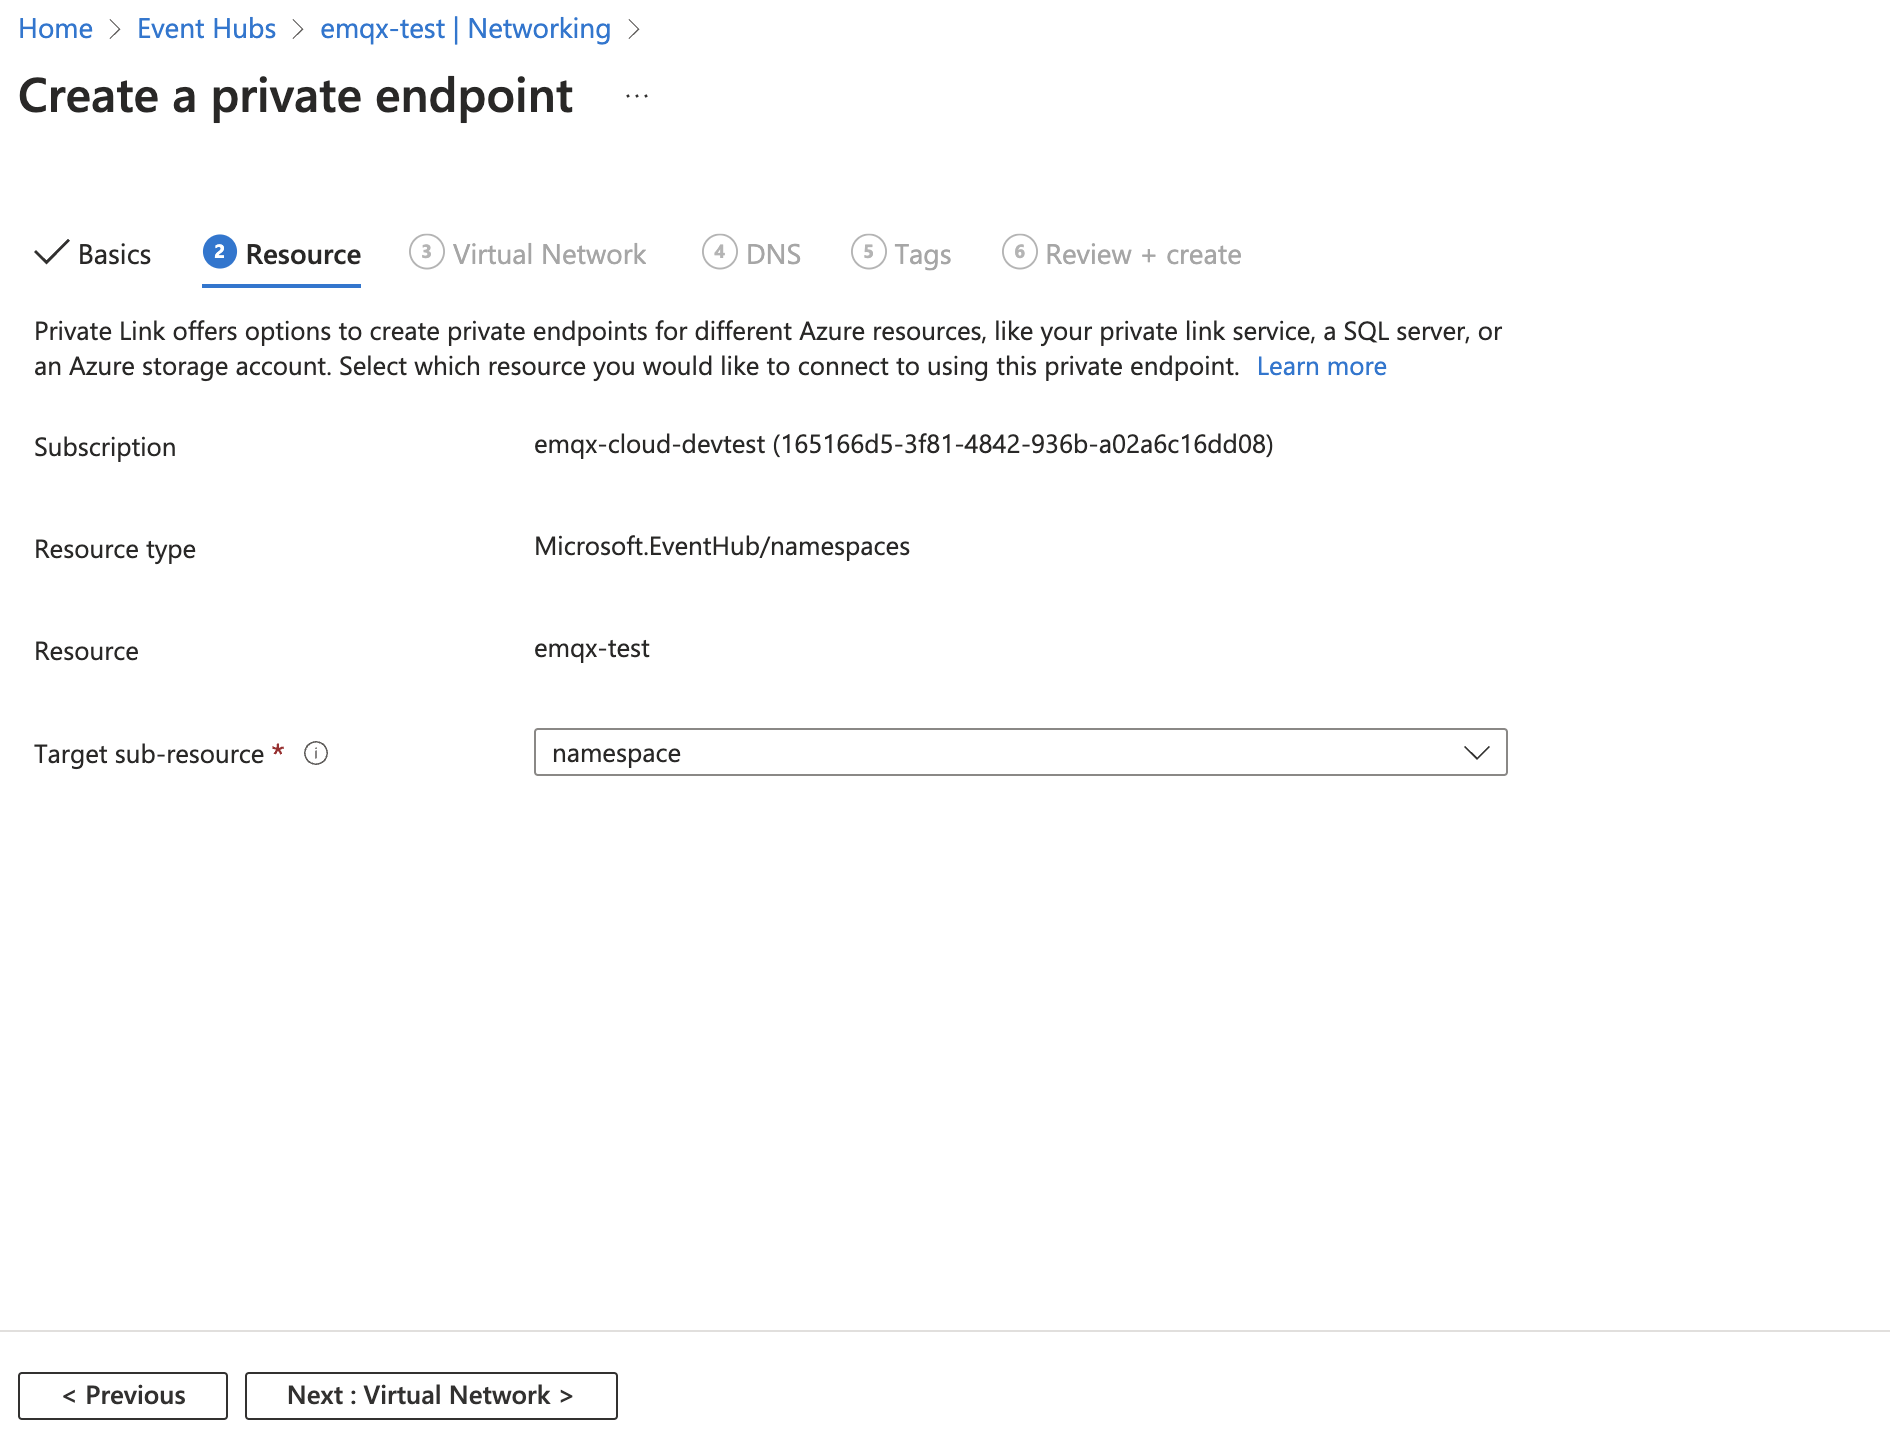 Home > Event Hubs > emqx-test | Networking >
Create a private endpoint ...
Basics 2 Resource 3 Virtual Network 4 DNS 5 Tags 6 Review + create
Private Link offers options to create private endpoints for different Azure resources, like your private link service, a SQL server, or
an Azure storage account. Select which resource you would like to connect to using this private endpoint. Learn more
Subscription emqx-cloud-devtest (165166d5-3f81-4842-936b-a02a6c16dd08)
Resource type Microsoft.EventHub/namespaces
Resource emqx-test
Target sub-resource * namespace
< Previous Next : Virtual Network >